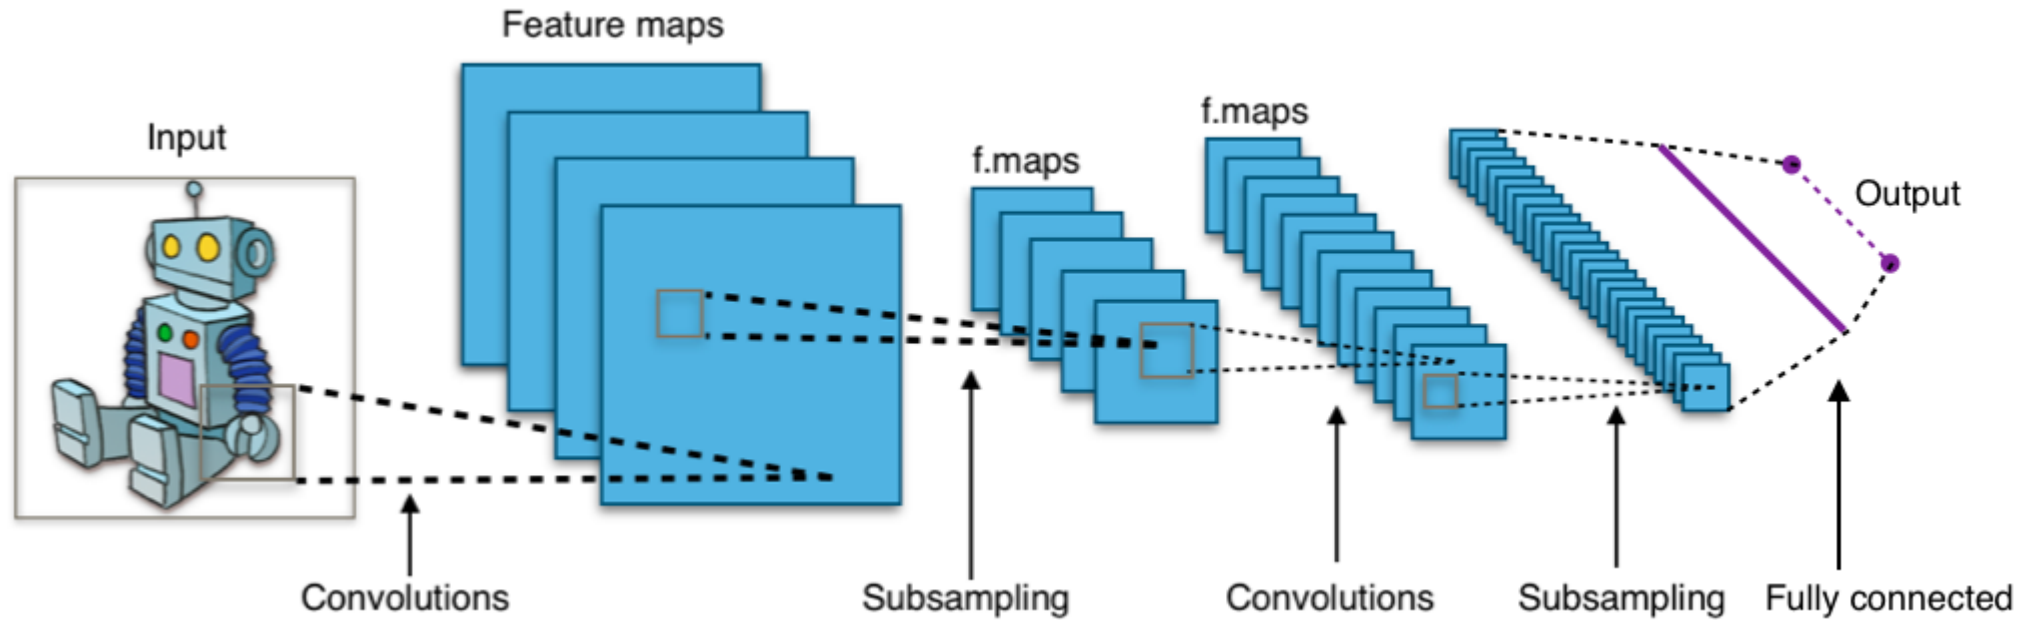 Feature maps
Input
f.maps
f.maps
Output
Convolutions
Subsampling
Convolutions
Subsampling
Fully connected